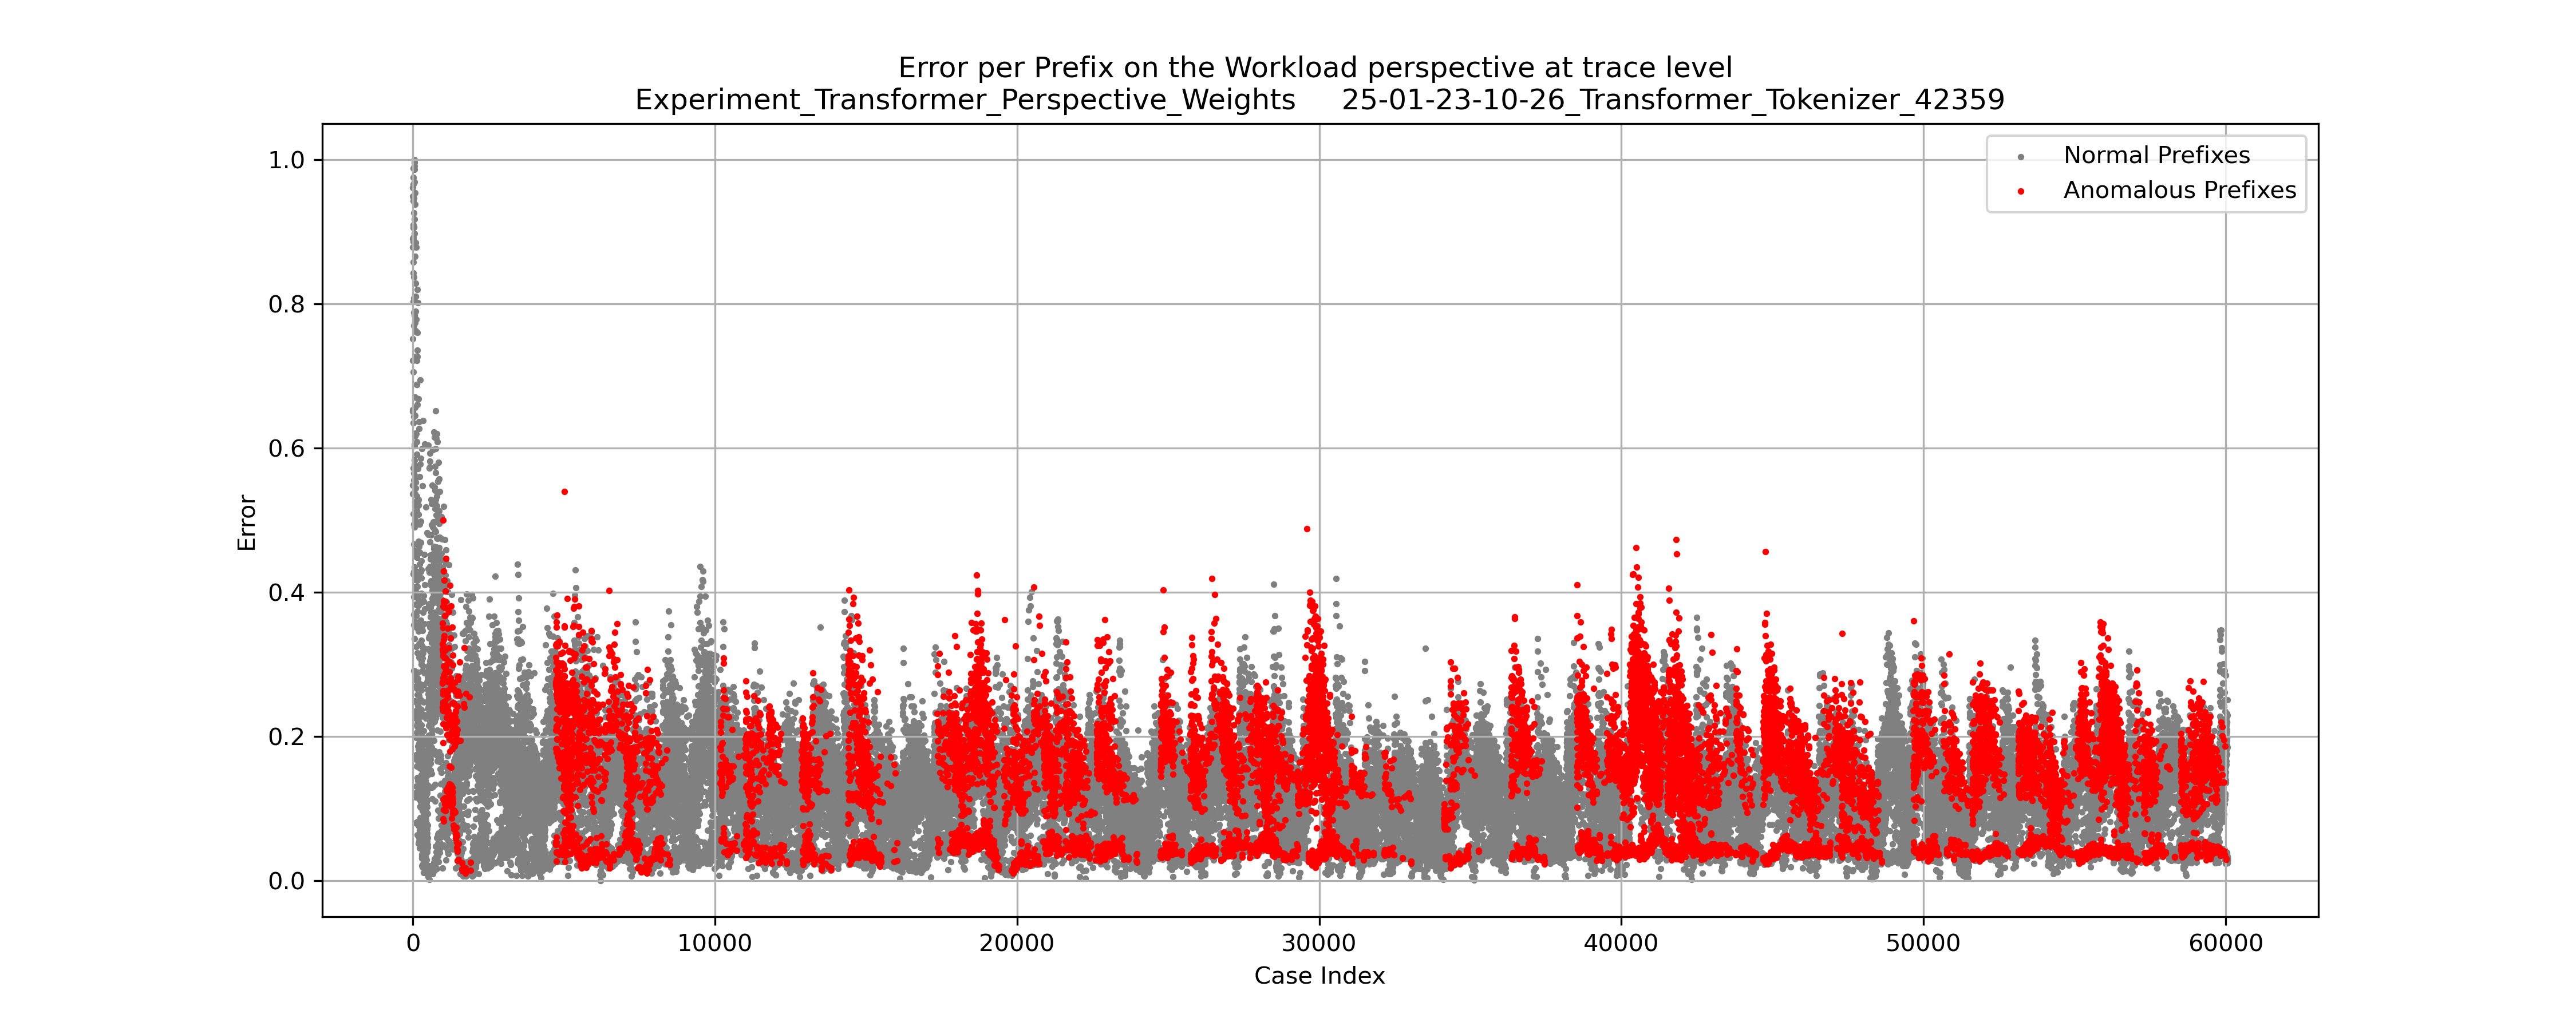 Error per Prefix on the Workload perspective at trace level
Experiment_Transformer_Perspective_Weights 25-01-23-10-26_Transformer_Tokenizer_42359
Normal Prefixes
Anomalous Prefixes
1.0
0.8
0.6
0.4
0.2
0.0
Error
0 10000 20000 30000 40000 50000 60000
Case Index